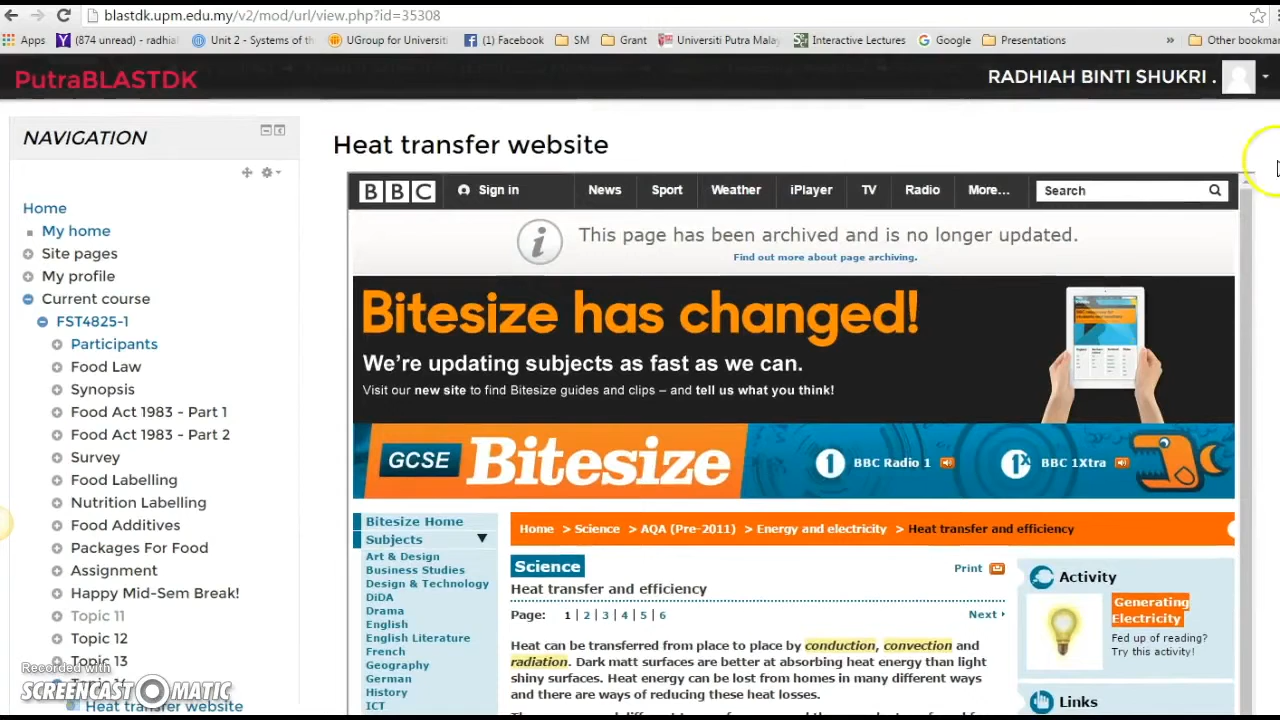 blastdk.upm.edu.my/v2/mod/url/view.php?id=35308
Apps (874 unread) - radhial Unit 2 - Systems of th UGroup for Universiti (1) Facebook SM Grant Universiti Putra Malay Interactive Lectures Google Presentations » Other bookmar
PutraBLASTDK
RADHIAH BINTI SHUKRI .
NAVIGATION
Home
My home
Site pages
My profile
Current course
FST4825-1
Participants
Food Law
Synopsis
Food Act 1983 - Part 1
Food Act 1983 - Part 2
Survey
Food Labelling
Nutrition Labelling
Food Additives
Packages For Food
Assignment
Happy Mid-Sem Break!
Topic 11
Topic 12
Topic 13
Heat transfer website
Recorded with
SCREENCAST MATIC
Heat transfer website
BBC Sign in News Sport Weather iPlayer TV Radio More... Search
This page has been archived and is no longer updated.
Find out more about page archiving.
Bitesize has changed!
We're updating subjects as fast as we can.
Visit our new site to find Bitesize guides and clips – and tell us what you think!
GCSE Bitesize
1 BBC Radio 1
1X BBC 1Xtra
Bitesize Home
Subjects
Art & Design
Business Studies
Design & Technology
DiDA
Drama
English
English Literature
French
Geography
German
History
ICT
Home > Science > AQA (Pre-2011) > Energy and electricity > Heat transfer and efficiency
Science
Print
Heat transfer and efficiency
Page: 1 | 2 | 3 | 4 | 5 | 6
Next
Heat can be transferred from place to place by conduction, convection and
radiation. Dark matt surfaces are better at absorbing heat energy than light
shiny surfaces. Heat energy can be lost from homes in many different ways
and there are ways of reducing these heat losses.
Activity
Generating
Electricity
Fed up of reading?
Try this activity!
Links